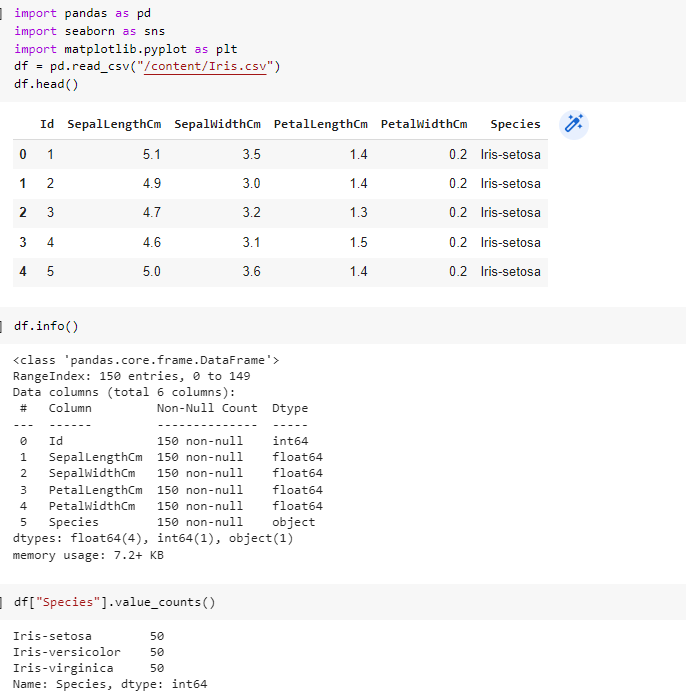 import pandas as pd
import seaborn as sns
import matplotlib.pyplot as plt
df = pd.read_csv("/content/Iris.csv")
df.head()
Id SepalLengthCm SepalWidthCm PetalLengthCm PetalWidthCm Species
0 1 5.1 3.5 1.4 0.2 Iris-setosa
1 2 4.9 3.0 1.4 0.2 Iris-setosa
2 3 4.7 3.2 1.3 0.2 Iris-setosa
3 4 4.6 3.1 1.5 0.2 Iris-setosa
4 5 5.0 3.6 1.4 0.2 Iris-setosa
df.info()
<class 'pandas.core.frame.DataFrame'>
RangeIndex: 150 entries, 0 to 149
Data columns (total 6 columns):
 #   Column         Non-Null Count  Dtype
---  ------         --------------  -----
 0   Id             150 non-null    int64
 1   SepalLengthCm  150 non-null    float64
 2   SepalWidthCm   150 non-null    float64
 3   PetalLengthCm  150 non-null    float64
 4   PetalWidthCm   150 non-null    float64
 5   Species        150 non-null    object
dtypes: float64(4), int64(1), object(1)
memory usage: 7.2+ KB
df["Species"].value_counts()
Iris-setosa        50
Iris-versicolor    50
Iris-virginica     50
Name: Species, dtype: int64